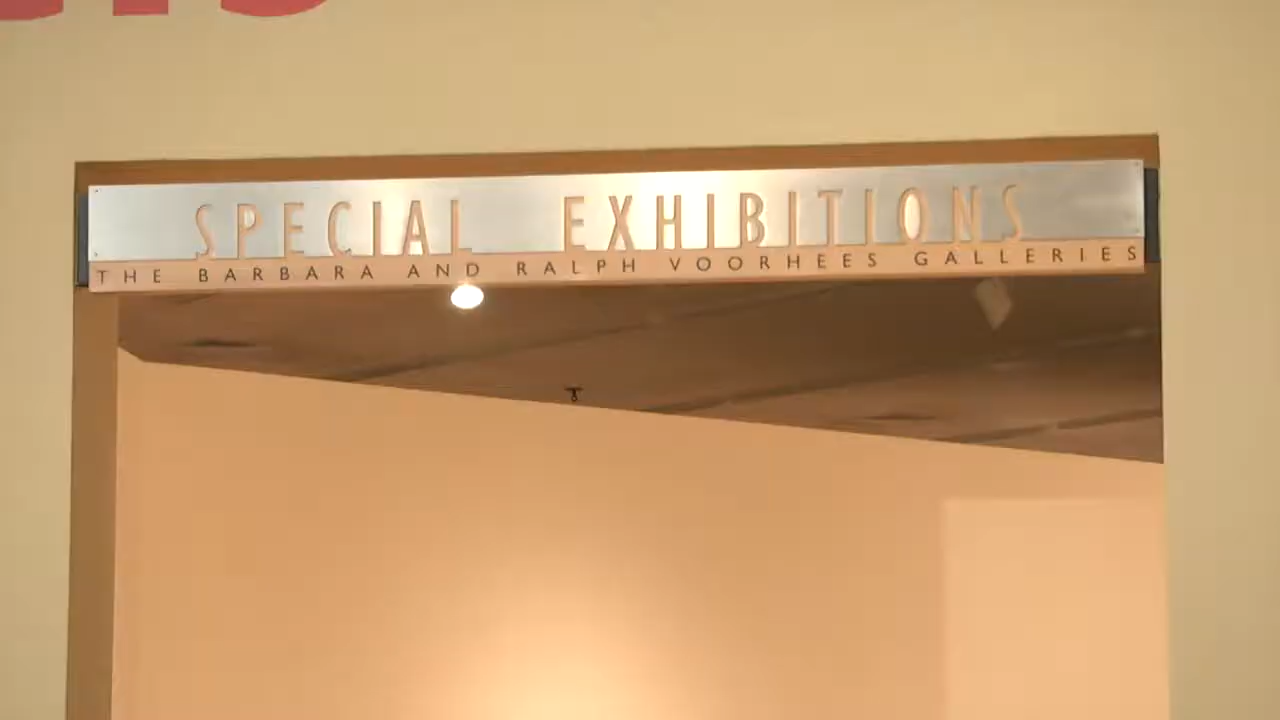 SPECIAL EXHIBITIONS
THE BARBARA AND RALPH VOORHEES GALLERIES